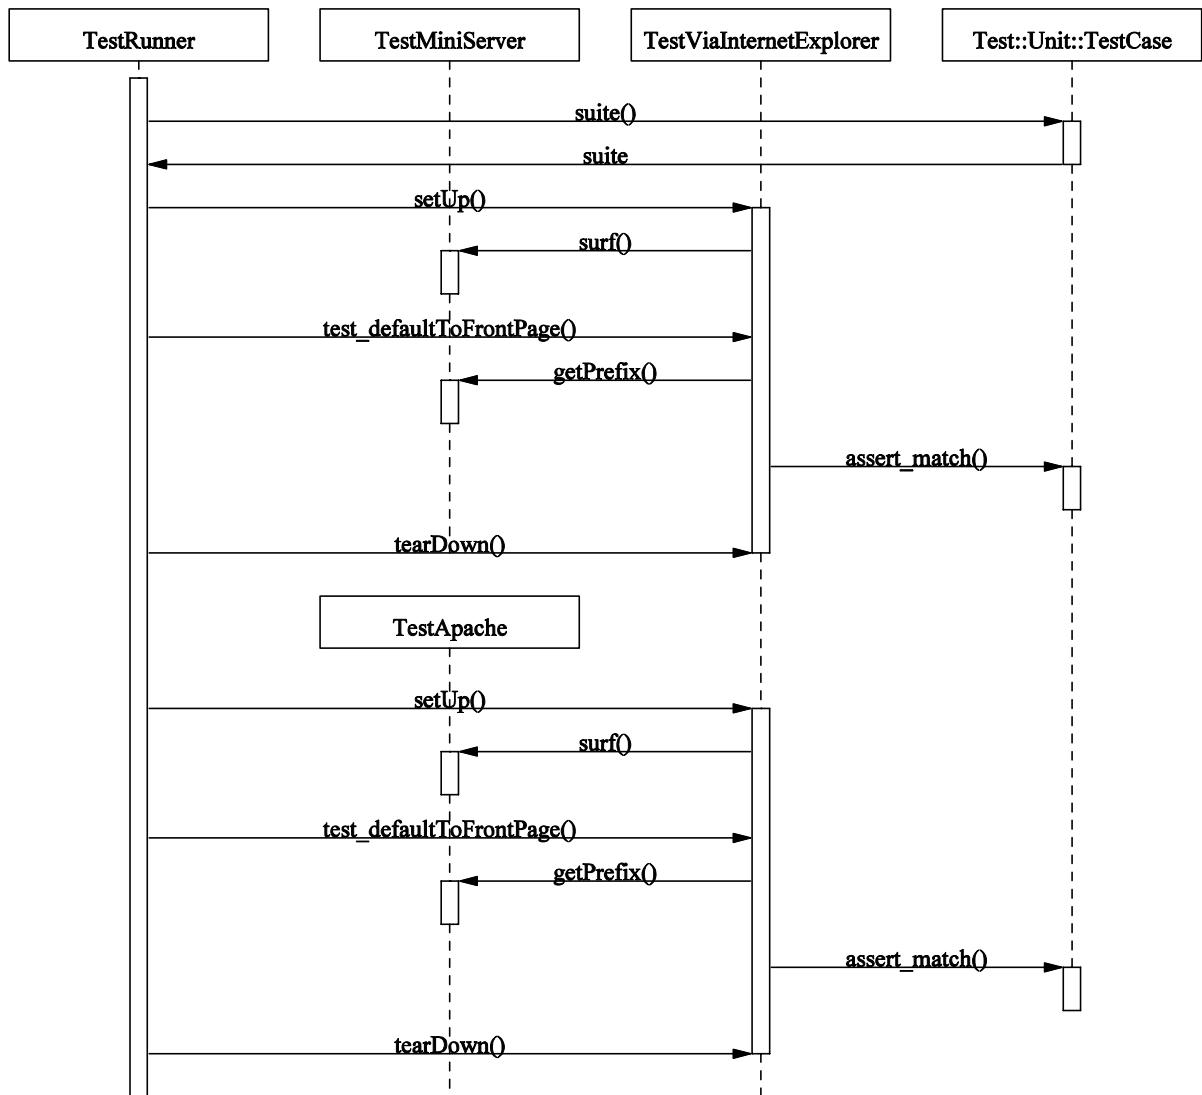 TestRunner
TestMiniServer
TestViaInternetExplorer
Test::Unit::TestCase
suite()
suite
setUp()
surf()
test_defaultToFrontPage()
getPrefix()
assert_match()
tearDown()
TestApache
setUp()
surf()
test_defaultToFrontPage()
getPrefix()
assert_match()
tearDown()